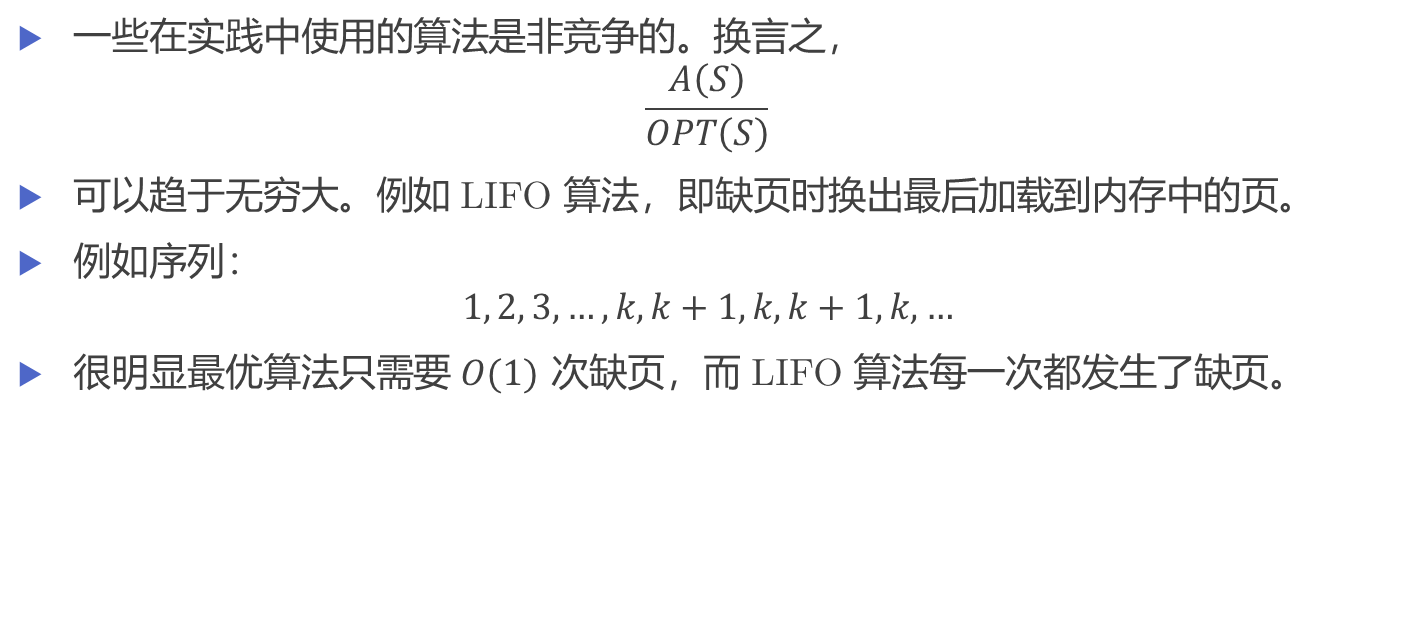 ▶ 一些在实践中使用的算法是非竞争的。换言之，
A(S)
OPT(S)
▶ 可以趋于无穷大。例如 LIFO 算法，即缺页时换出最后加载到内存中的页。
▶ 例如序列：
1, 2, 3, … , k, k + 1, k, k + 1, k, …
▶ 很明显最优算法只需要 O(1) 次缺页，而 LIFO 算法每一次都发生了缺页。